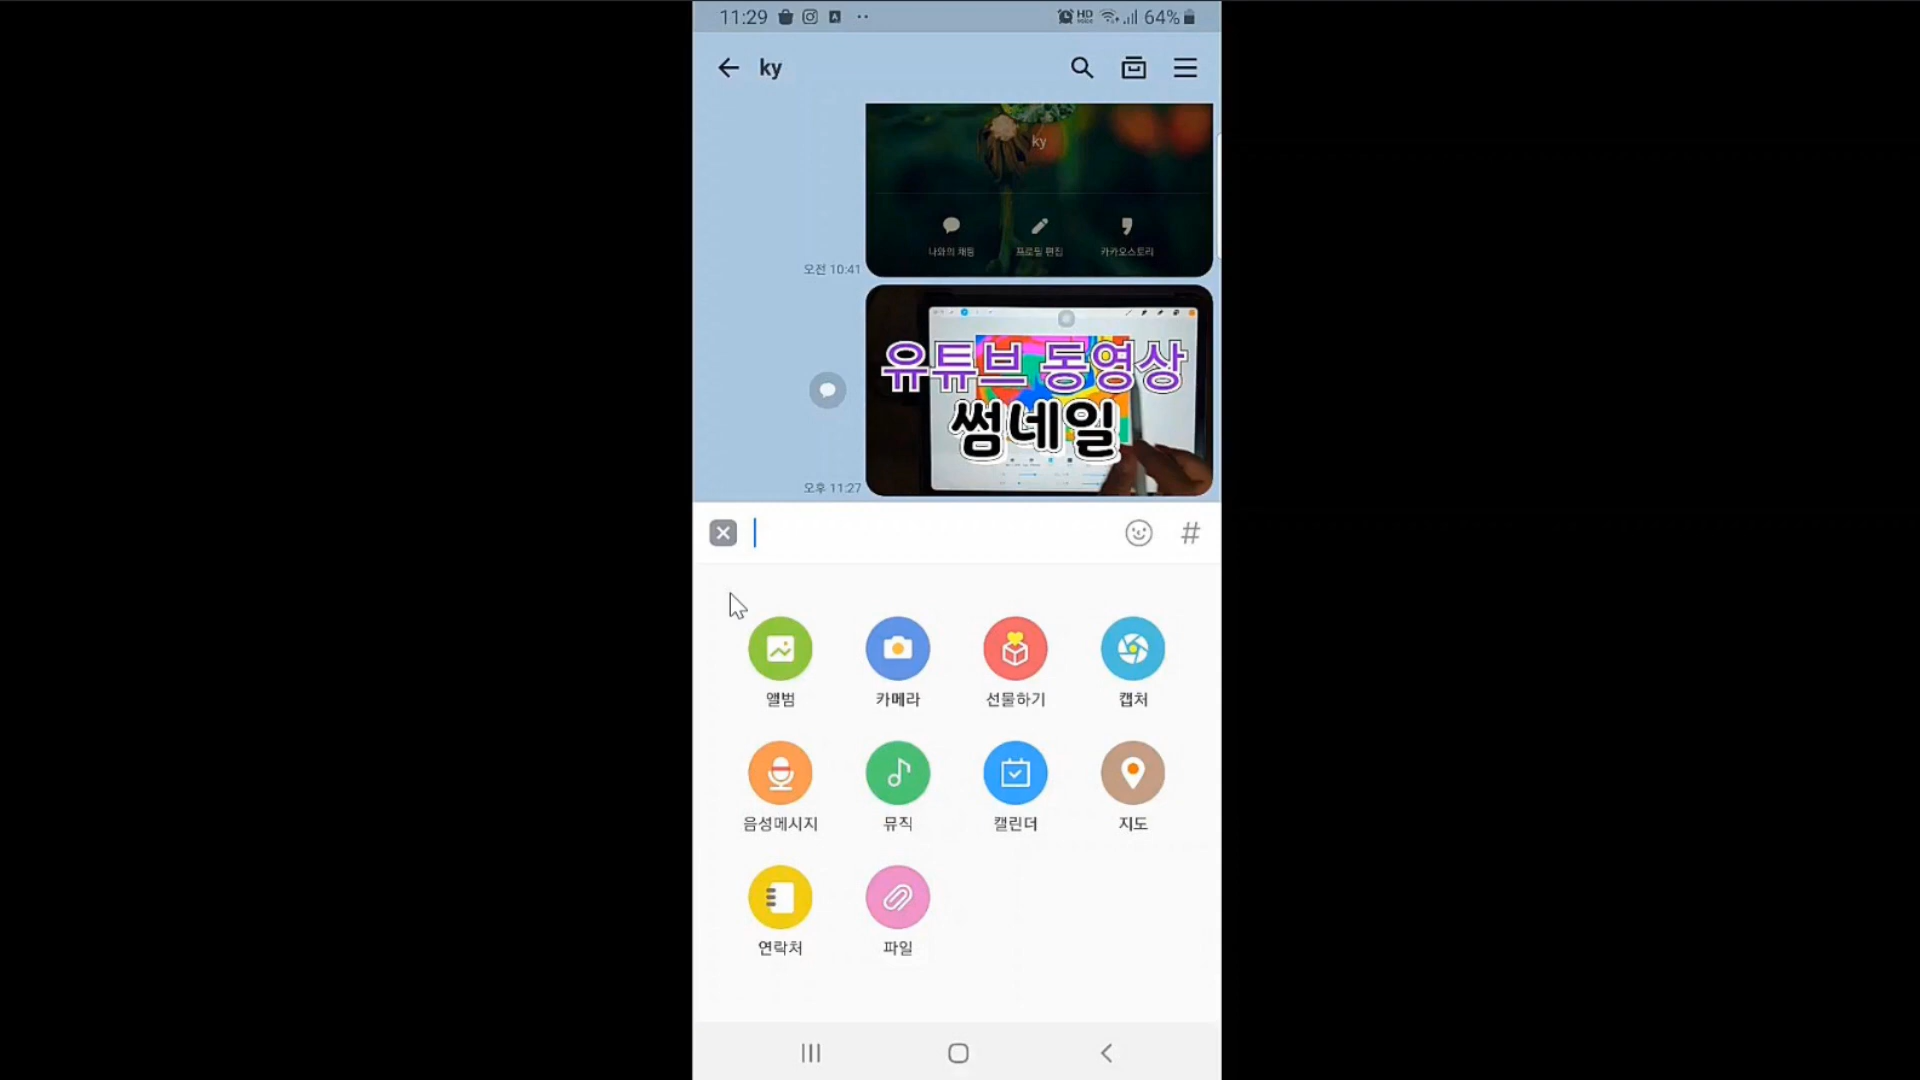 11:29 HD voice 64%
ky
ky
나와의 채팅 프로필 편집 카카오스토리
오전 10:41
유튜브 동영상
썸네일
오후 11:27
#
앨범 카메라 선물하기 캡처
음성메시지 뮤직 캘린더 지도
연락처 파일